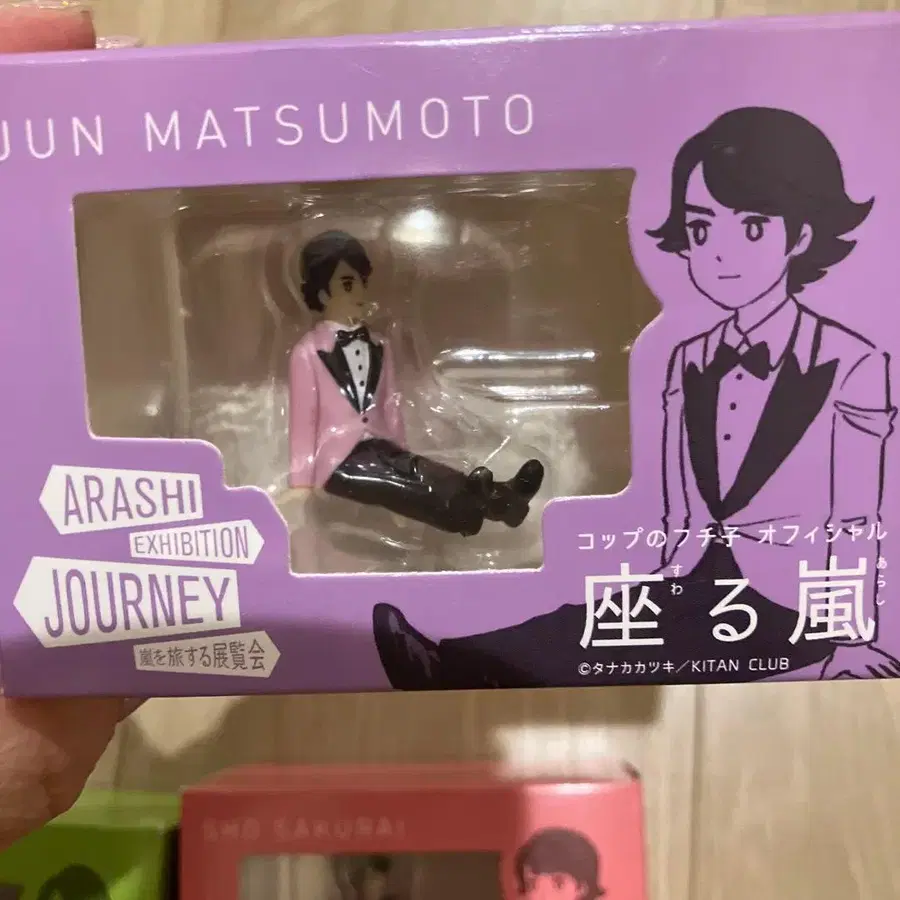 JUN MATSUMOTO
ARASHI
EXHIBITION
JOURNEY
嵐を旅する展覧会
コップのフチ子 オフィシャル
座る嵐
すわ
あらし
©タナカカツキ/KITAN CLUB
SHO SAKURAI